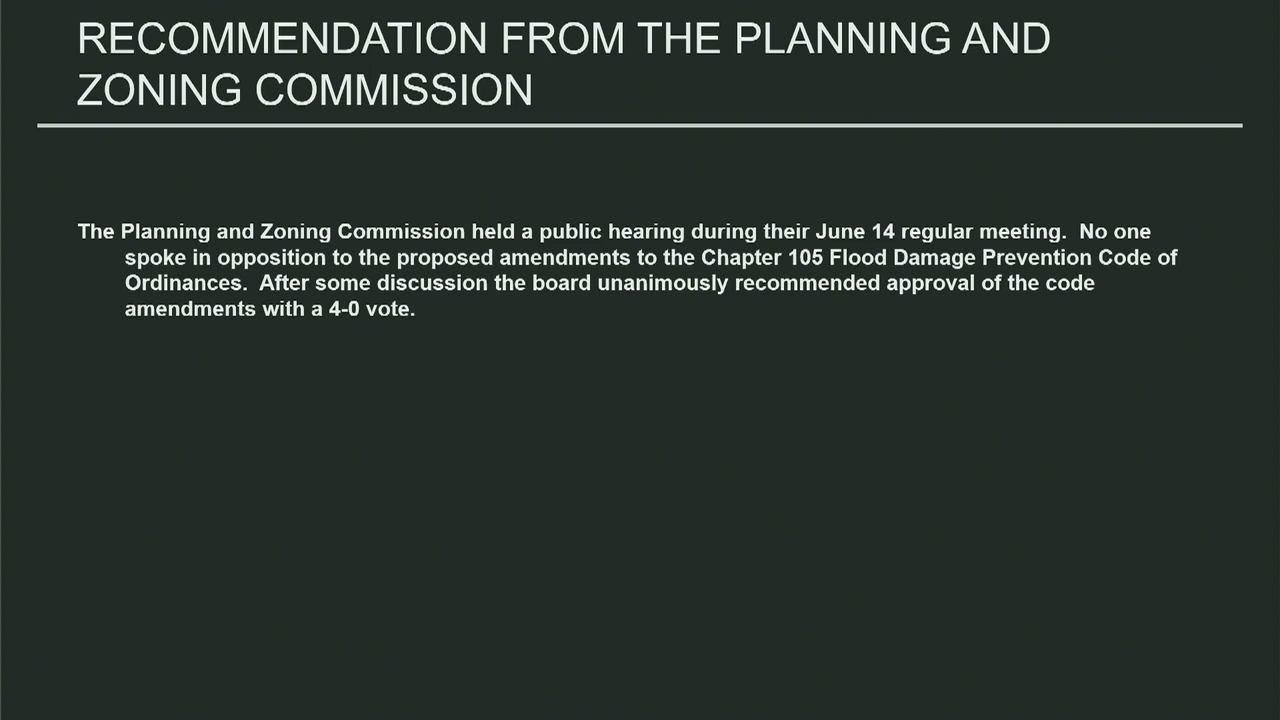 RECOMMENDATION FROM THE PLANNING AND
ZONING COMMISSION
The Planning and Zoning Commission held a public hearing during their June 14 regular meeting.  No one
spoke in opposition to the proposed amendments to the Chapter 105 Flood Damage Prevention Code of
Ordinances.  After some discussion the board unanimously recommended approval of the code
amendments with a 4-0 vote.